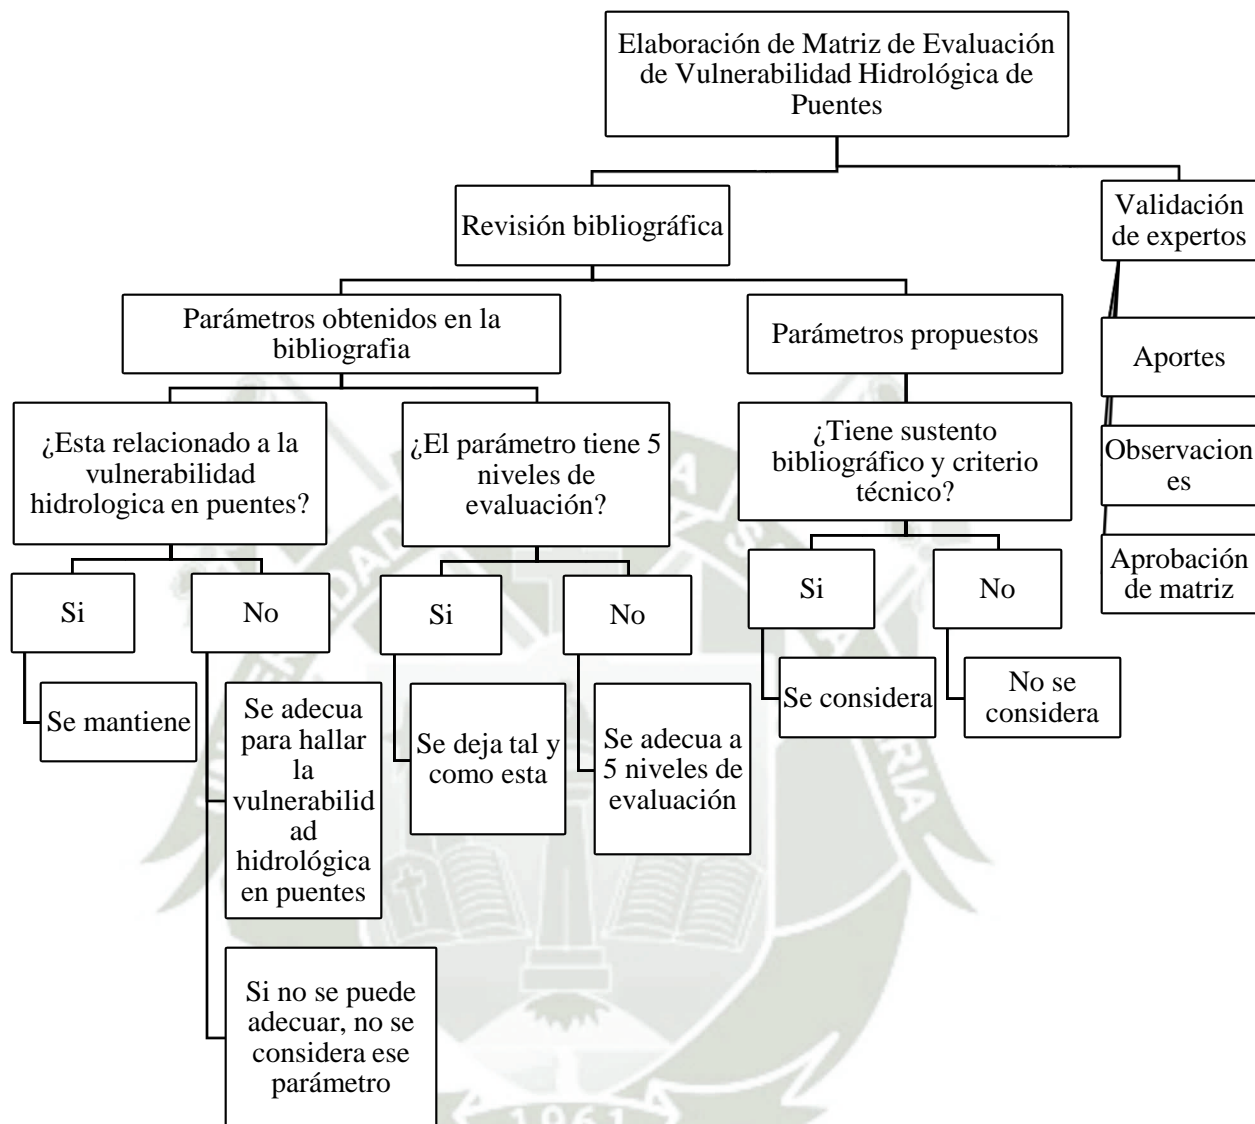 Elaboración de Matriz de Evaluación
de Vulnerabilidad Hidrológica de
Puentes
Revisión bibliográfica
Validación
de expertos
Parámetros obtenidos en la
bibliografia
Parámetros propuestos
Aportes
¿Esta relacionado a la
vulnerabilidad
hidrologica en puentes?
¿El parámetro tiene 5
niveles de
evaluación?
¿Tiene sustento
bibliográfico y criterio
técnico?
Observacion
es
Si
No
Si
No
Si
No
Aprobación
de matriz
Se mantiene
Se adecua
para hallar
la
vulnerabilid
ad
hidrológica
en puentes
Se deja tal y
como esta
Se adecua a
5 niveles de
evaluación
Se considera
No se
considera
Si no se puede
adecuar, no se
considera ese
parámetro
1961